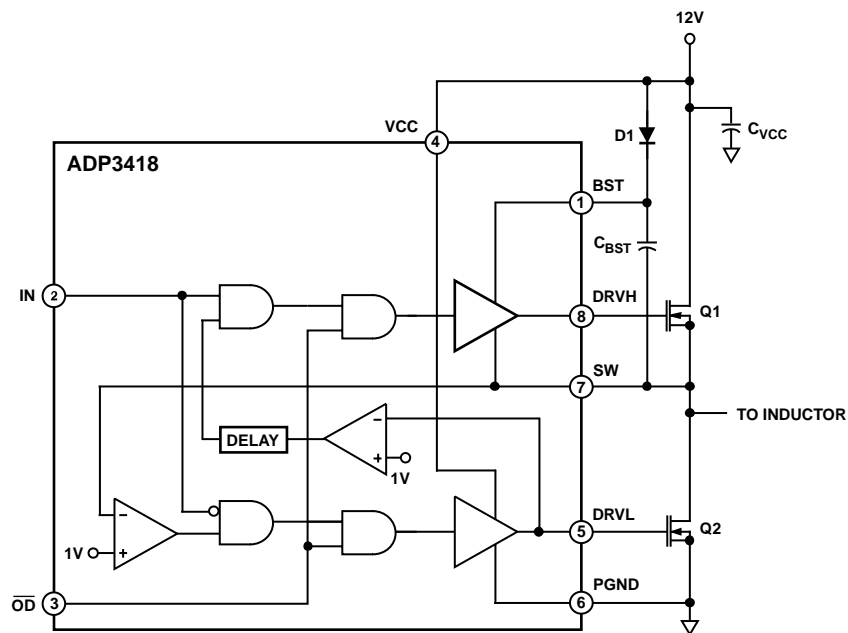 12V
VCC
4
D1
CVCC
ADP3418
BST
1
CBST
IN
2
DRVH
8
Q1
SW
7
DELAY
1V
TO INDUCTOR
1V
DRVL
5
Q2
OD
3
PGND
6